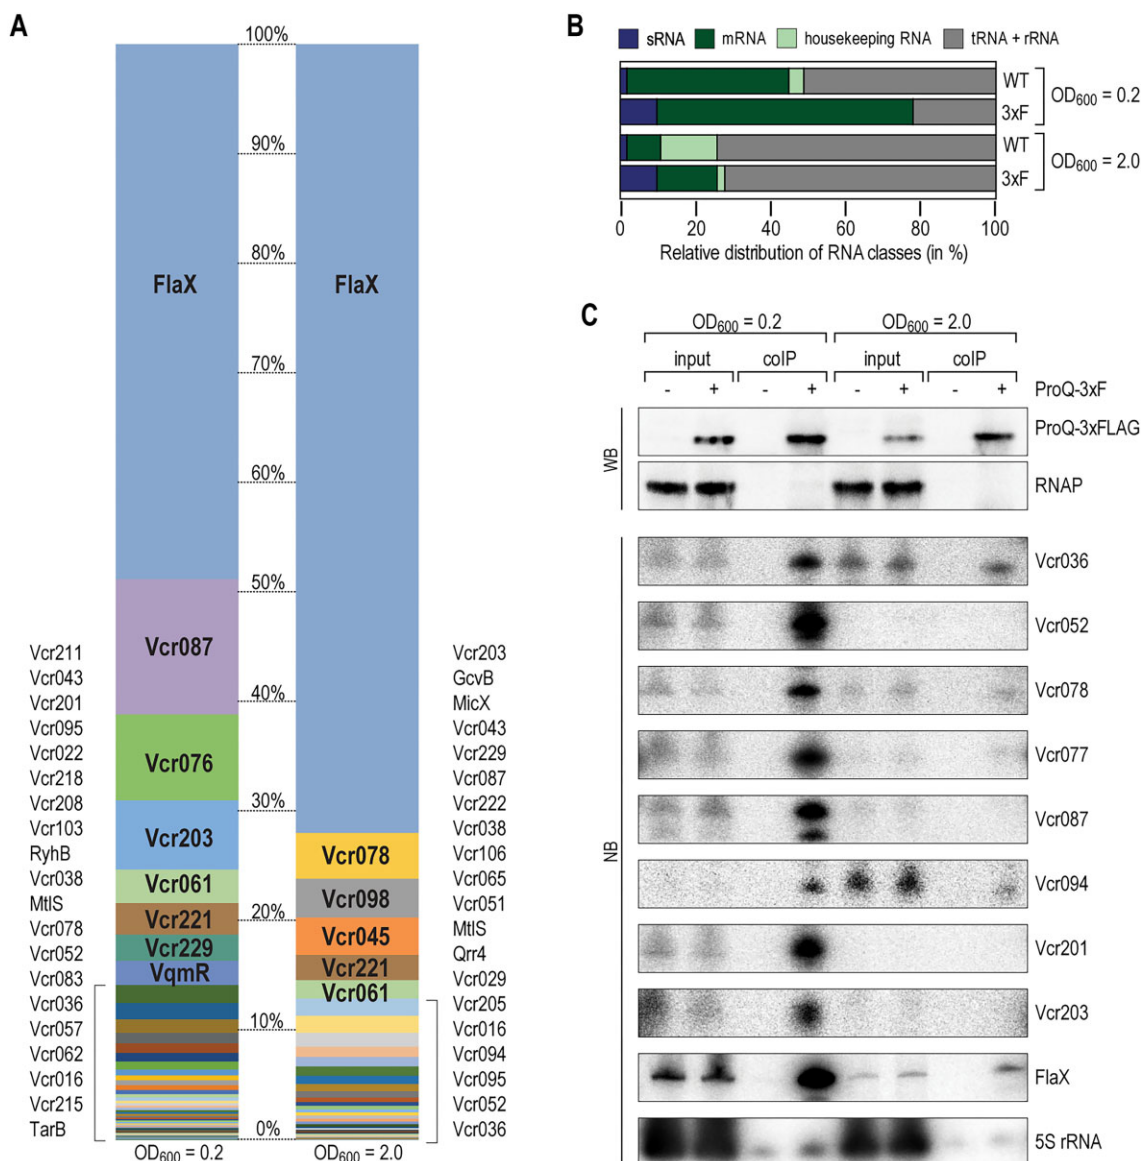 A
100%
90%
80%
70%
60%
50%
40%
30%
20%
10%
0%
FlaX
Vcr087
Vcr076
Vcr203
Vcr061
Vcr221
Vcr229
VqmR
FlaX
Vcr078
Vcr098
Vcr045
Vcr221
Vcr061
Vcr211
Vcr043
Vcr201
Vcr095
Vcr022
Vcr218
Vcr208
Vcr103
RyhB
Vcr038
MtlS
Vcr078
Vcr052
Vcr083
Vcr036
Vcr057
Vcr062
Vcr016
Vcr215
TarB
Vcr203
GcvB
MicX
Vcr043
Vcr229
Vcr087
Vcr222
Vcr038
Vcr106
Vcr065
Vcr051
MtlS
Qrr4
Vcr029
Vcr205
Vcr016
Vcr094
Vcr095
Vcr052
Vcr036
OD600 = 0.2
OD600 = 2.0
B
sRNA mRNA housekeeping RNA tRNA + rRNA
WT
3xF
OD600 = 0.2
WT
3xF
OD600 = 2.0
0 20 40 60 80 100
Relative distribution of RNA classes (in %)
C
OD600 = 0.2 OD600 = 2.0
input coIP input coIP
- + - + - + - + ProQ-3xF
WB
ProQ-3xFLAG
RNAP
NB
Vcr036
Vcr052
Vcr078
Vcr077
Vcr087
Vcr094
Vcr201
Vcr203
FlaX
5S rRNA